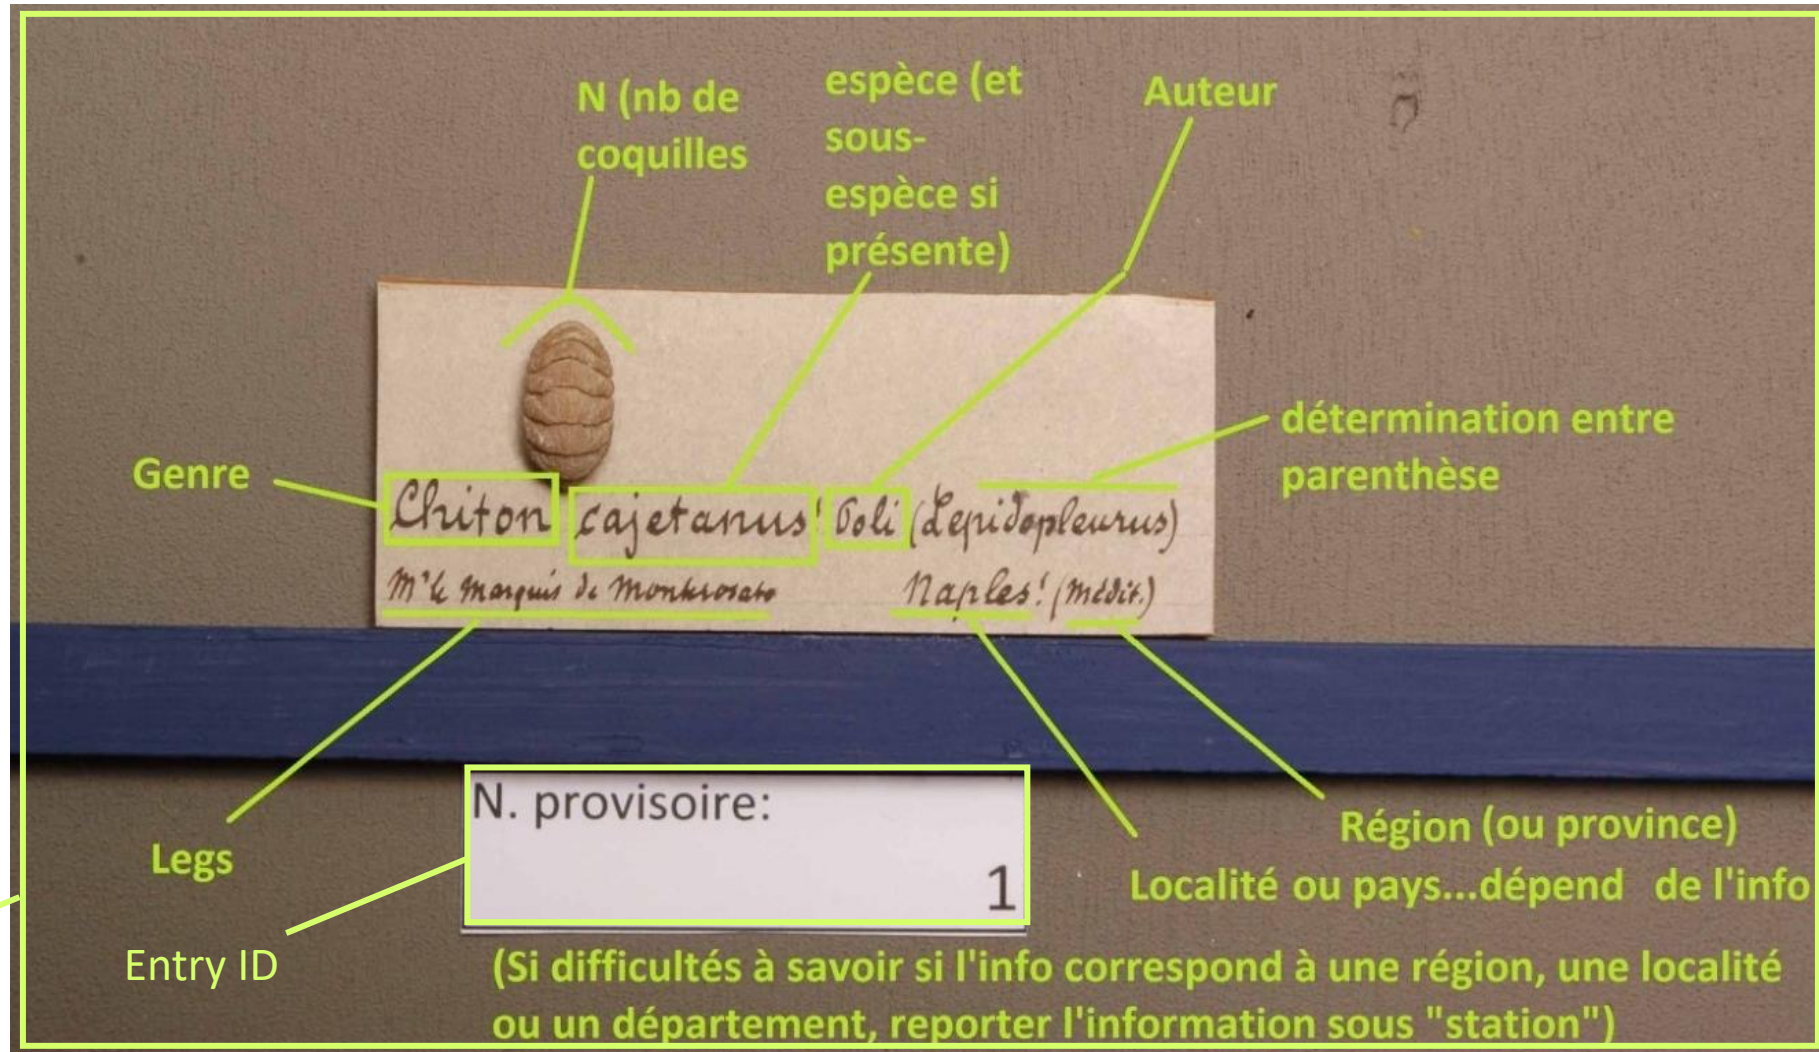 N (nb de
coquilles
espèce (et
sous-
espèce si
présente)
Auteur
détermination entre
parenthèse
Genre
Chiton cajetanus! Poli (Lepidopleurus)
Mr le Marquis de Monterosato
Naples! (Médit.)
N. provisoire:
1
Legs
Entry ID
Région (ou province)
Localité ou pays...dépend de l'info
(Si difficultés à savoir si l'info correspond à une région, une localité
ou un département, reporter l'information sous "station")